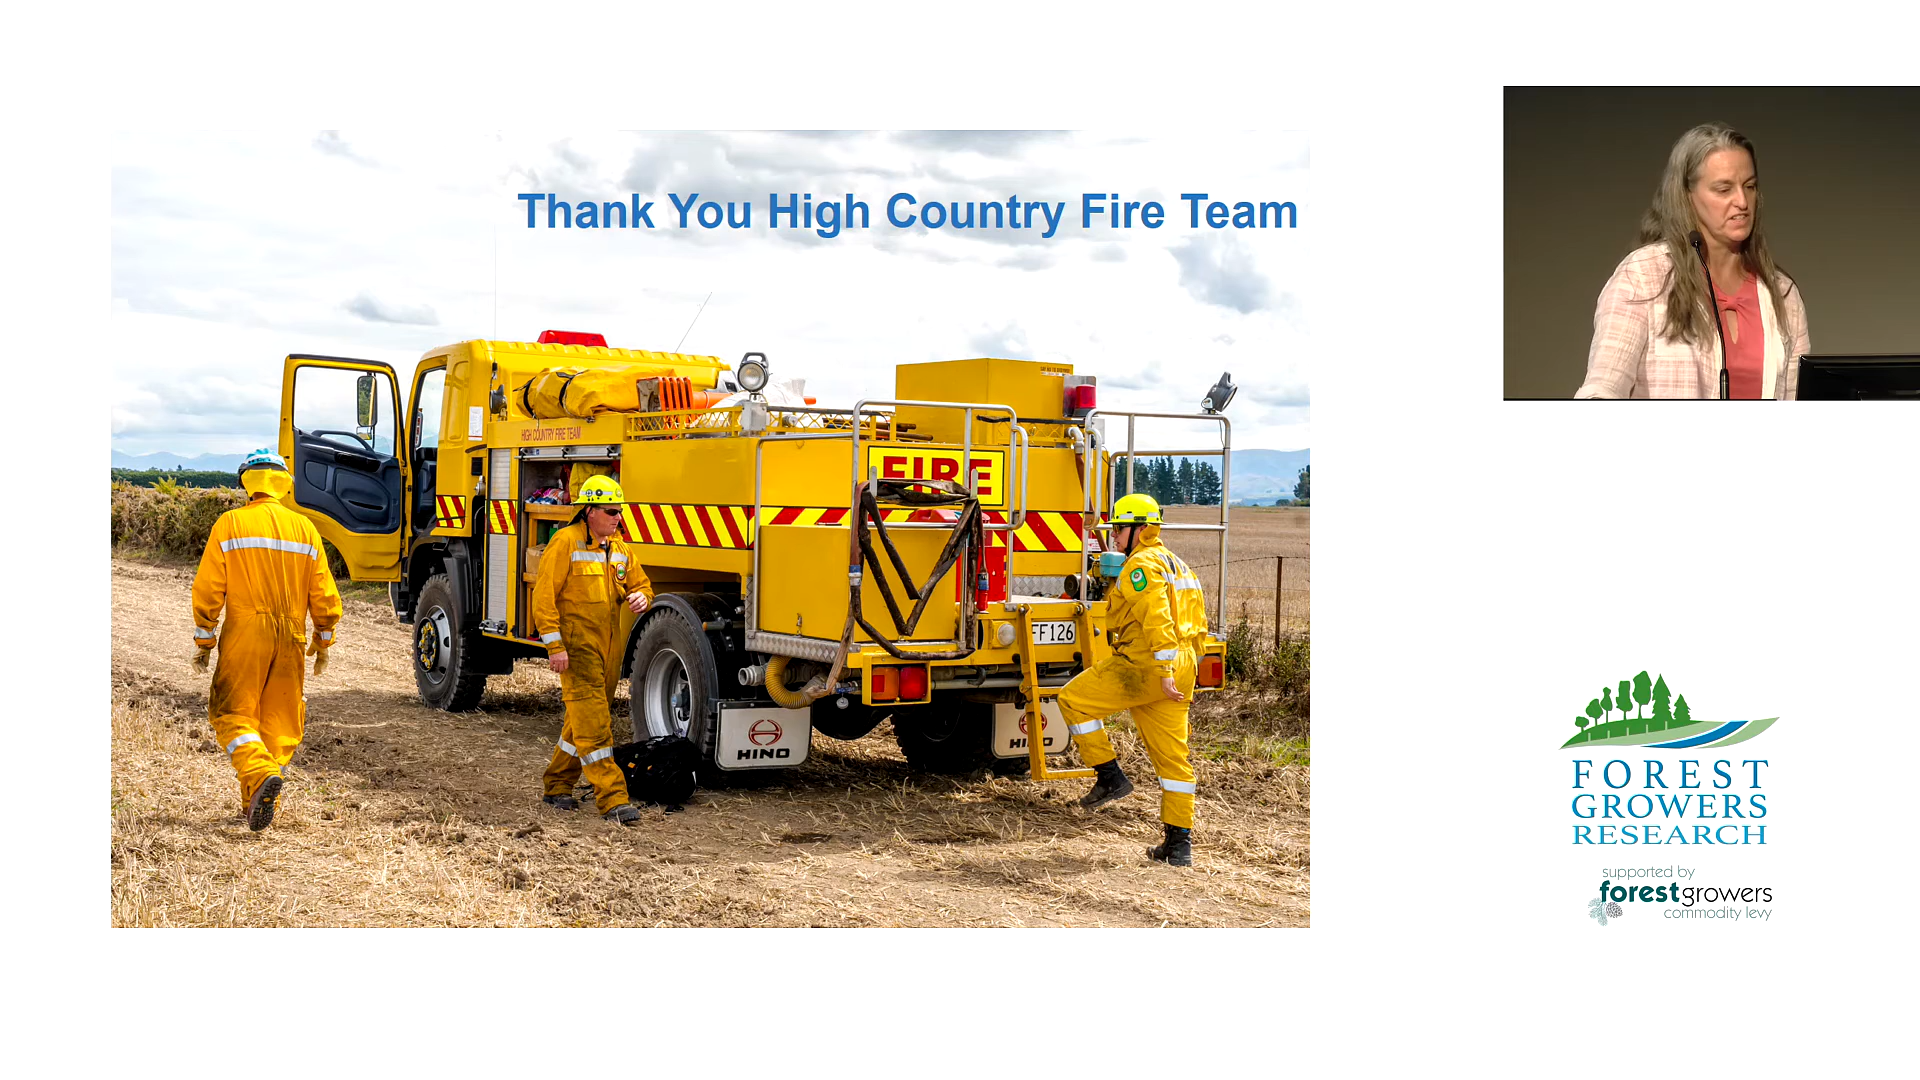 Thank You High Country Fire Team
HIGH COUNTRY FIRE TEAM
FIRE
FF126
HINO
HINO
FOREST
GROWERS
RESEARCH
supported by
forestgrowers
commodity levy